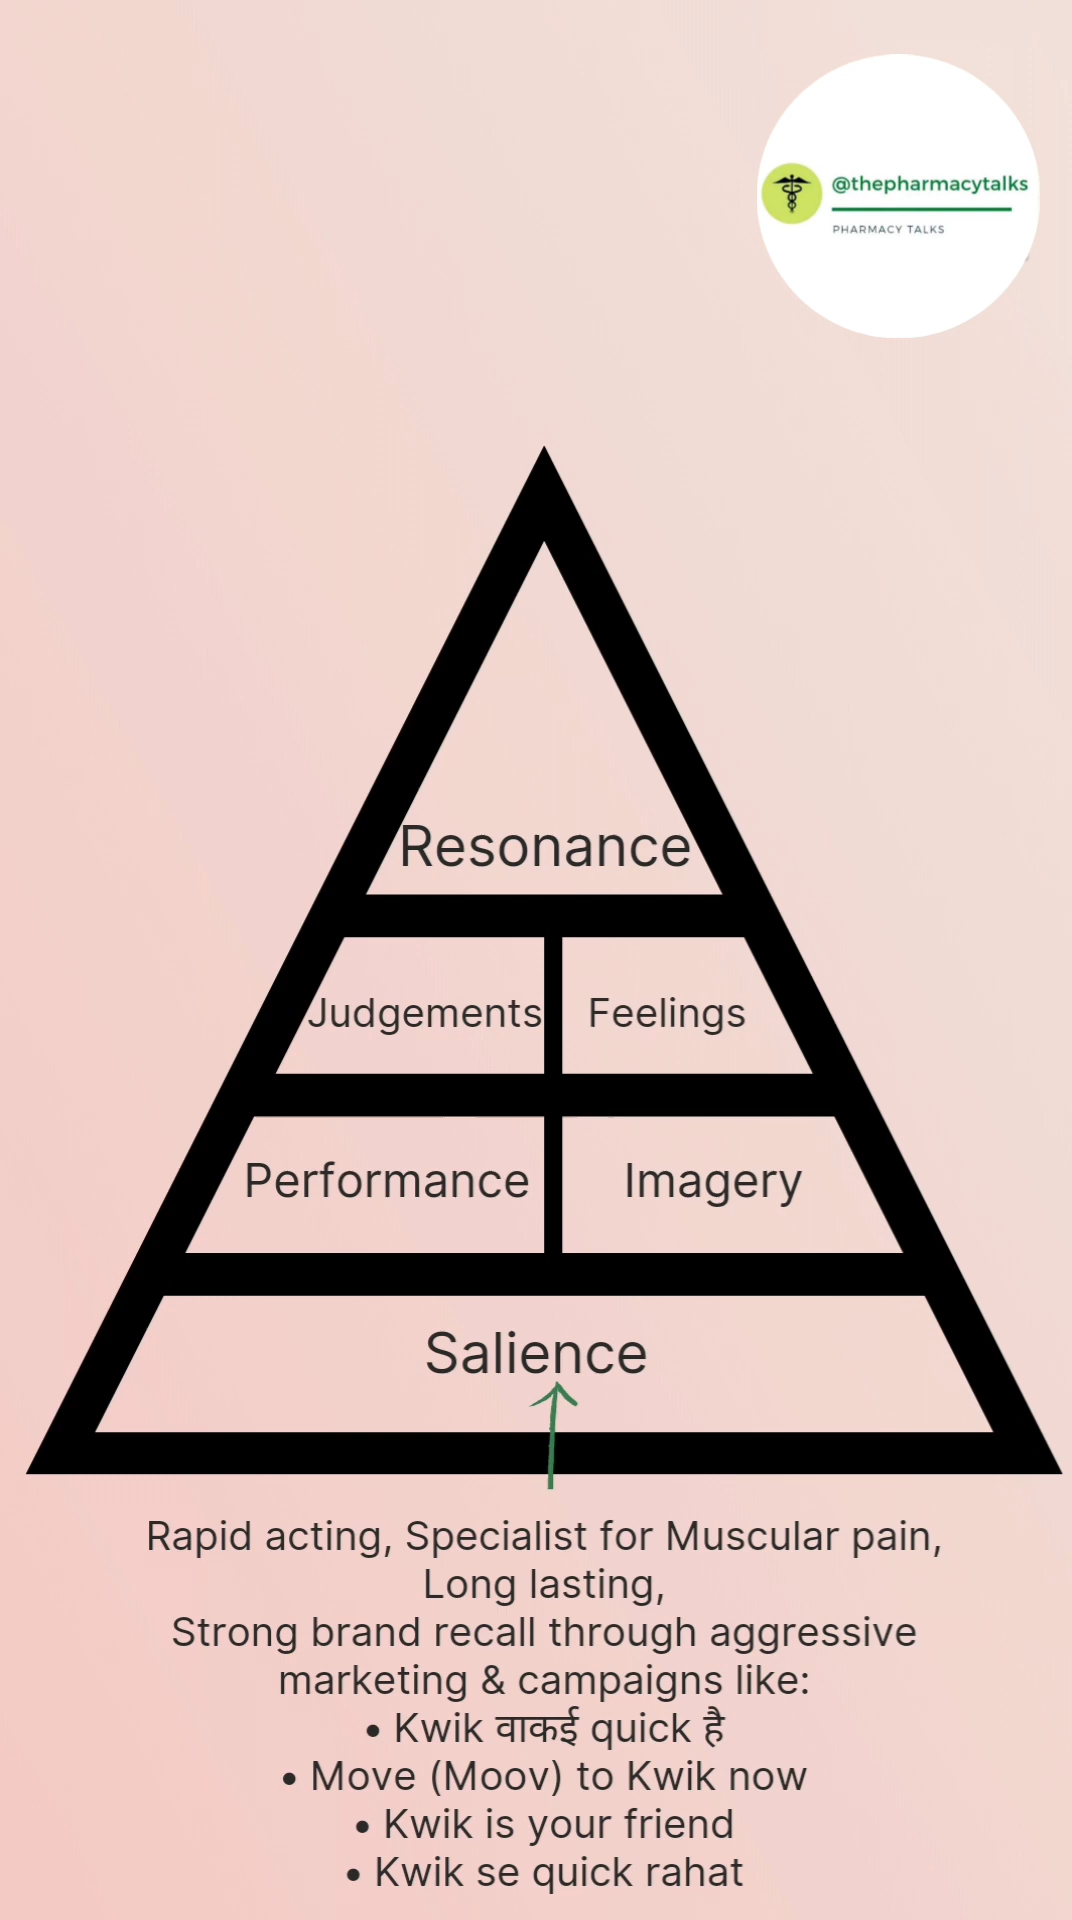 @thepharmacytalks
PHARMACY TALKS
Resonance
Judgements
Feelings
Performance
Imagery
Salience
Rapid acting, Specialist for Muscular pain,
Long lasting,
Strong brand recall through aggressive
marketing & campaigns like:
• Kwik वाकई quick है
• Move (Moov) to Kwik now
• Kwik is your friend
• Kwik se quick rahat